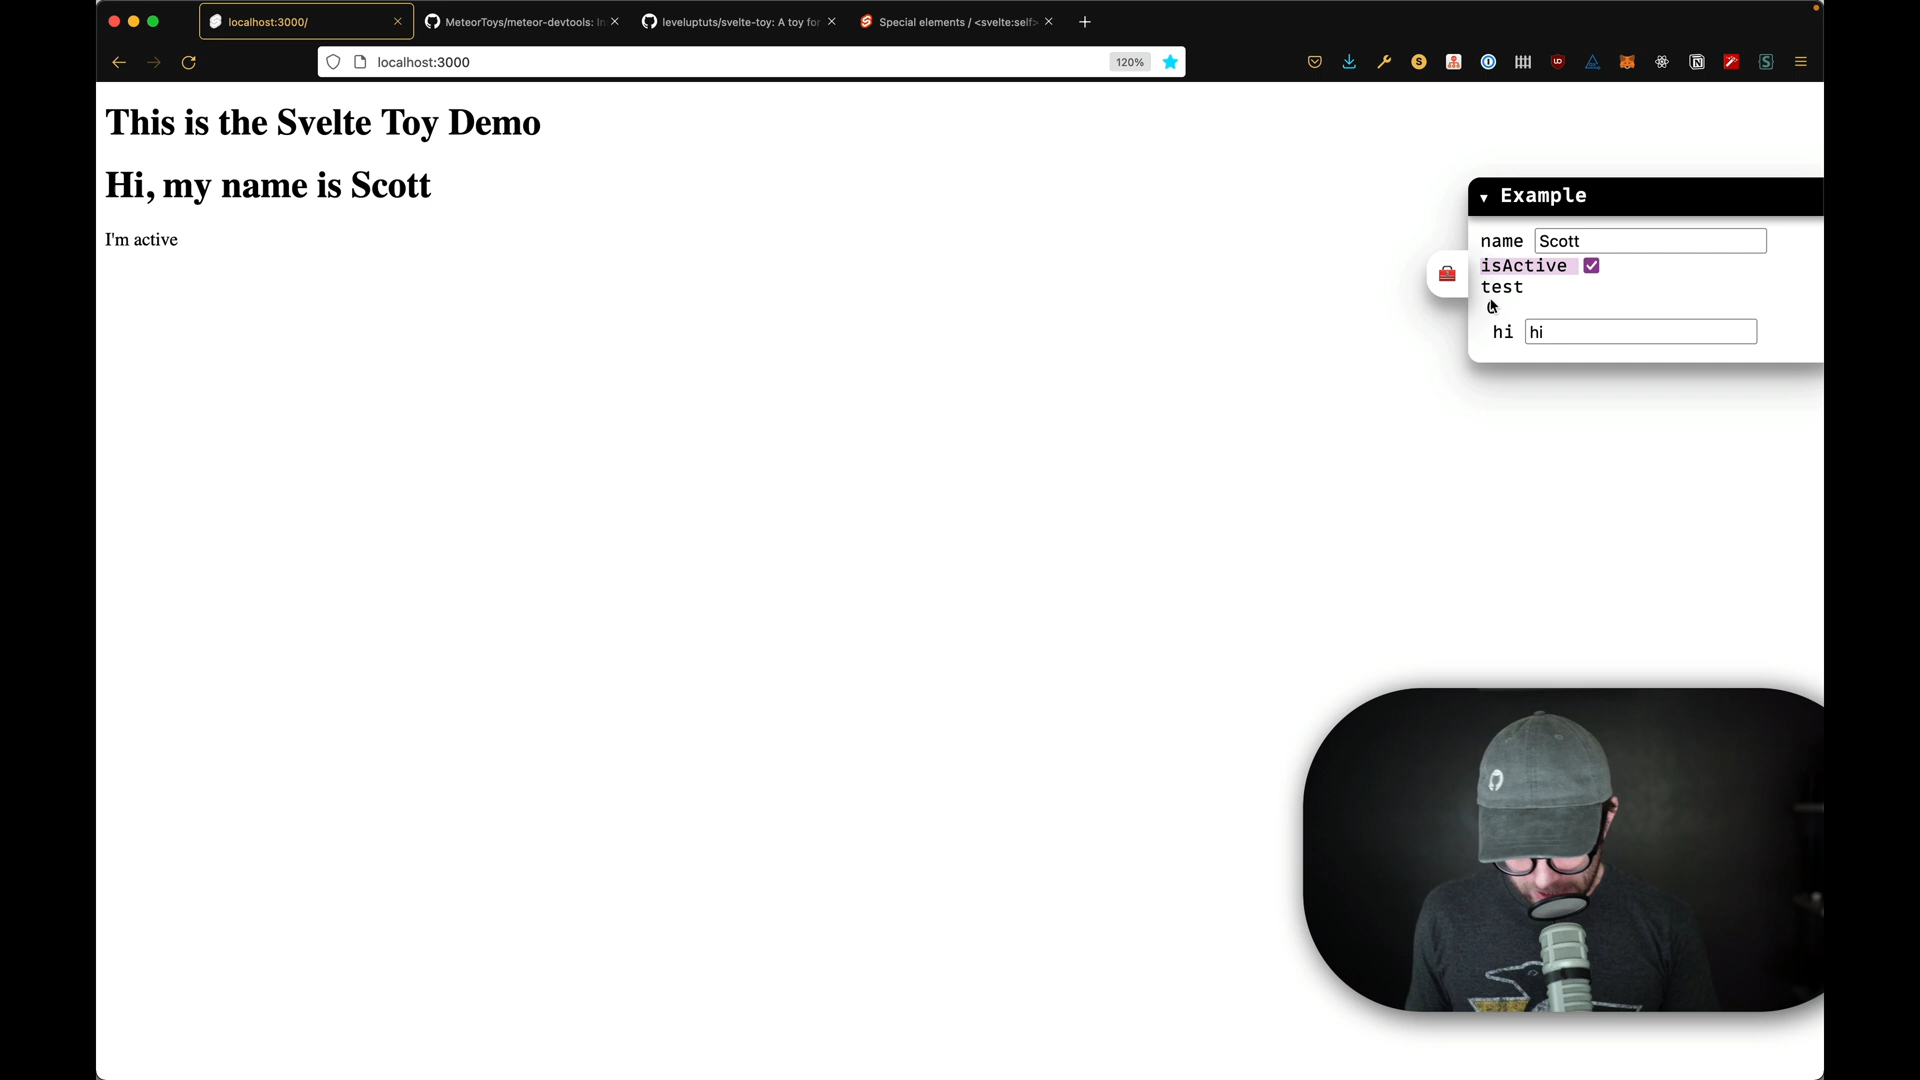 localhost:3000/
MeteorToys/meteor-devtools: In
leveluptuts/svelte-toy: A toy for
Special elements / <svelte:self>
localhost:3000
120%
This is the Svelte Toy Demo
Hi, my name is Scott
I'm active
▼ Example
name Scott
isActive
test
hi hi